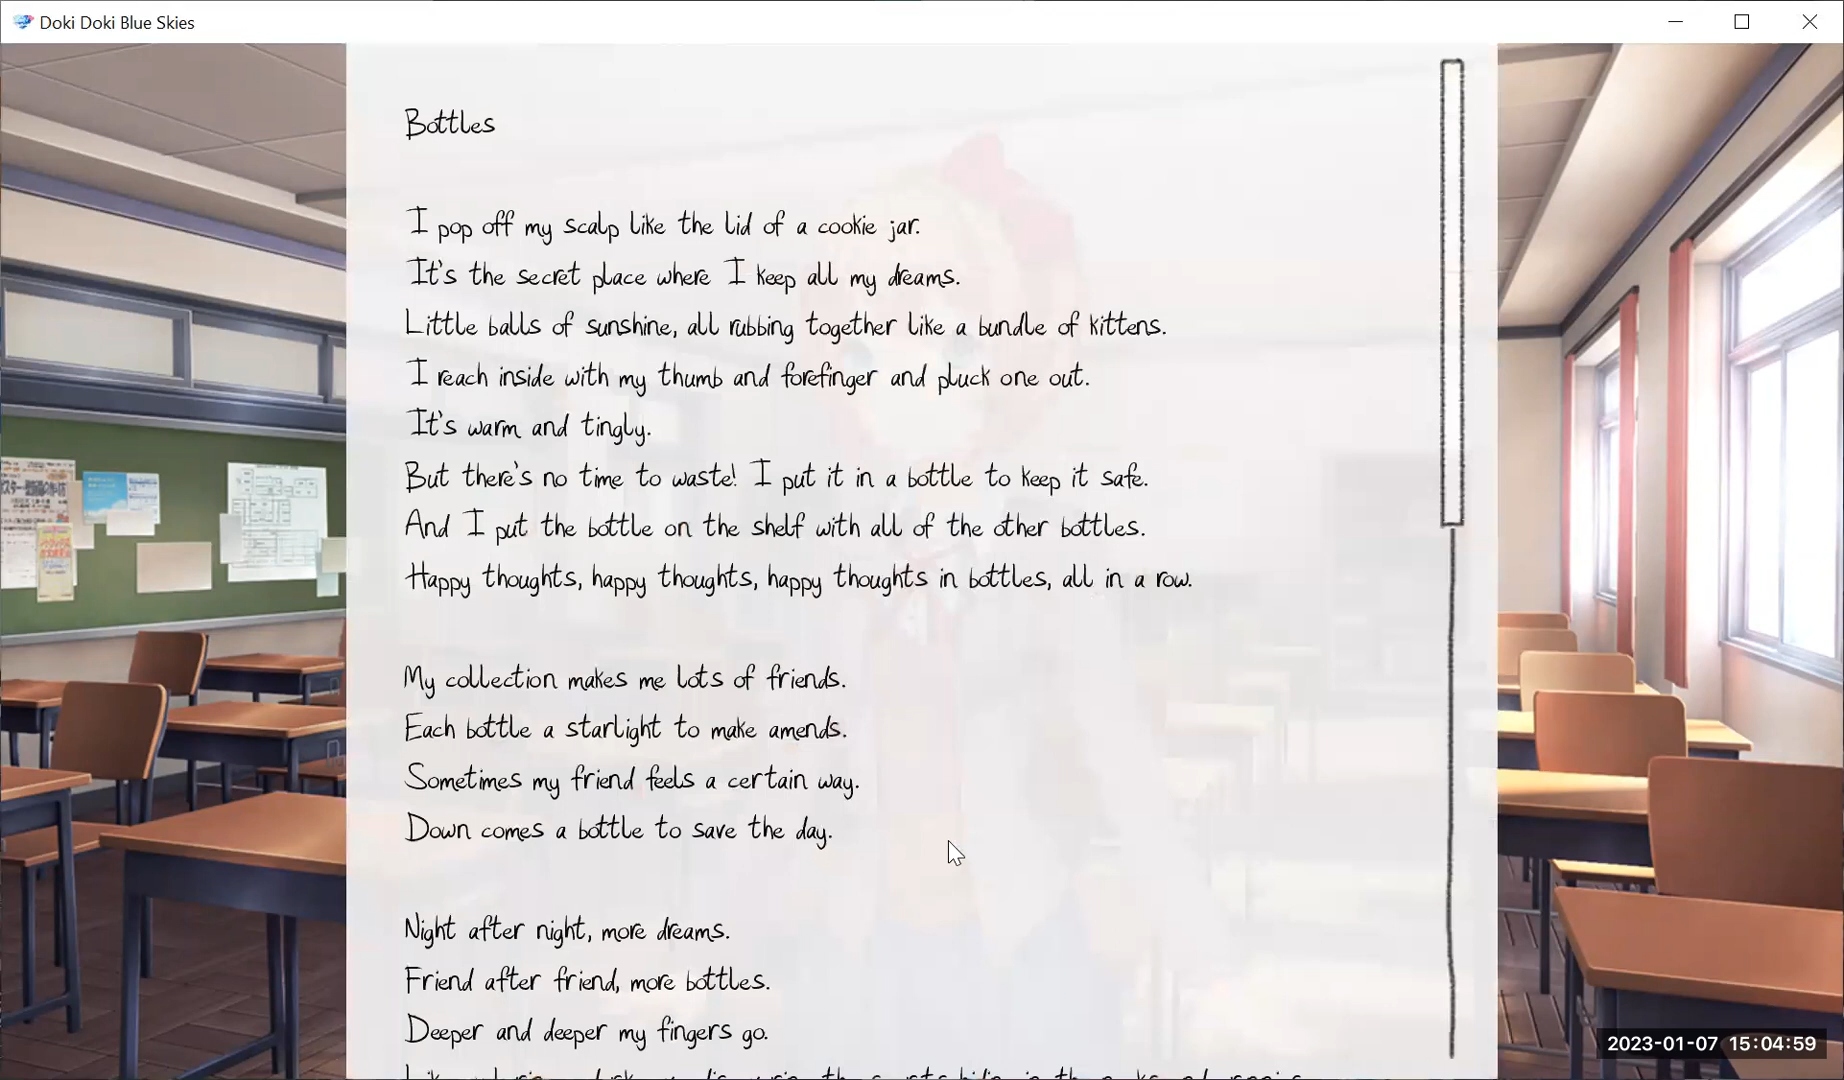 Doki Doki Blue Skies
Bottles
I pop off my scalp like the lid of a cookie jar.
It's the secret place where I keep all my dreams.
Little balls of sunshine, all rubbing together like a bundle of kittens.
I reach inside with my thumb and forefinger and pluck one out.
It's warm and tingly.
But there's no time to waste! I put it in a bottle to keep it safe.
And I put the bottle on the shelf with all of the other bottles.
Happy thoughts, happy thoughts, happy thoughts in bottles, all in a row.
My collection makes me lots of friends.
Each bottle a starlight to make amends.
Sometimes my friend feels a certain way.
Down comes a bottle to save the day.
Night after night, more dreams.
Friend after friend, more bottles.
Deeper and deeper my fingers go.
2023-01-07 15:04:59